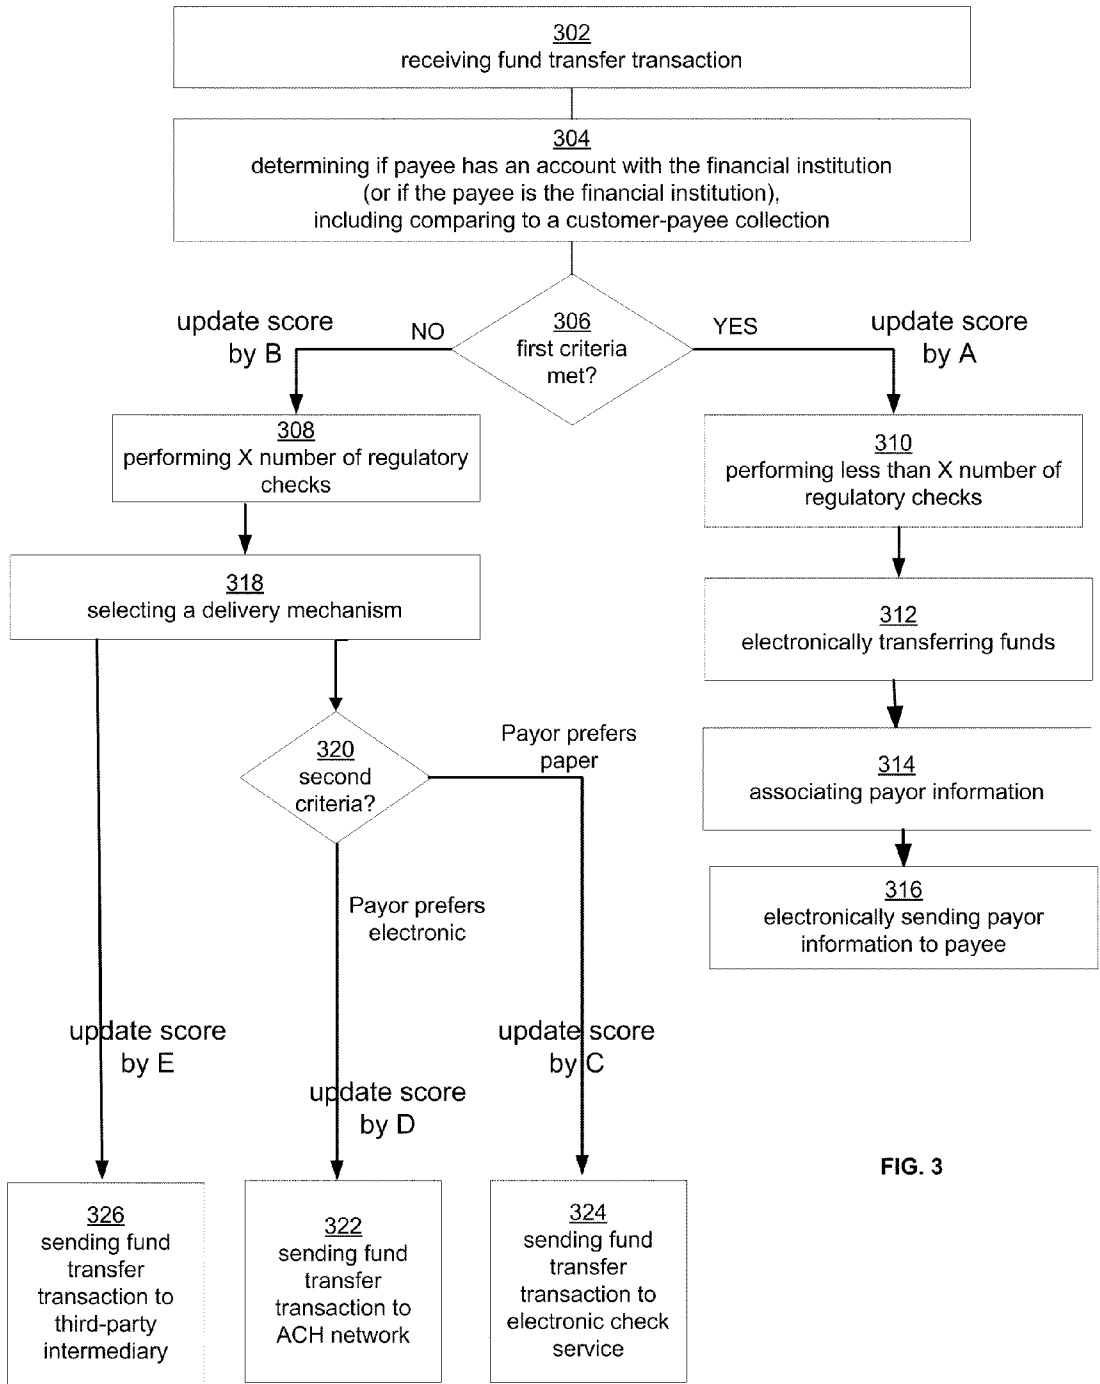 302
receiving fund transfer transaction
304
determining if payee has an account with the financial institution
(or if the payee is the financial institution),
including comparing to a customer-payee collection
306
first criteria
met?
NO
YES
update score
by B
update score
by A
308
performing X number of regulatory
checks
310
performing less than X number of
regulatory checks
318
selecting a delivery mechanism
312
electronically transferring funds
320
second
criteria?
Payor prefers
paper
314
associating payor information
Payor prefers
electronic
316
electronically sending payor
information to payee
update score
by E
update score
by D
update score
by C
326
sending fund
transfer
transaction to
third-party
intermediary
322
sending fund
transfer
transaction to
ACH network
324
sending fund
transfer
transaction to
electronic check
service
FIG. 3